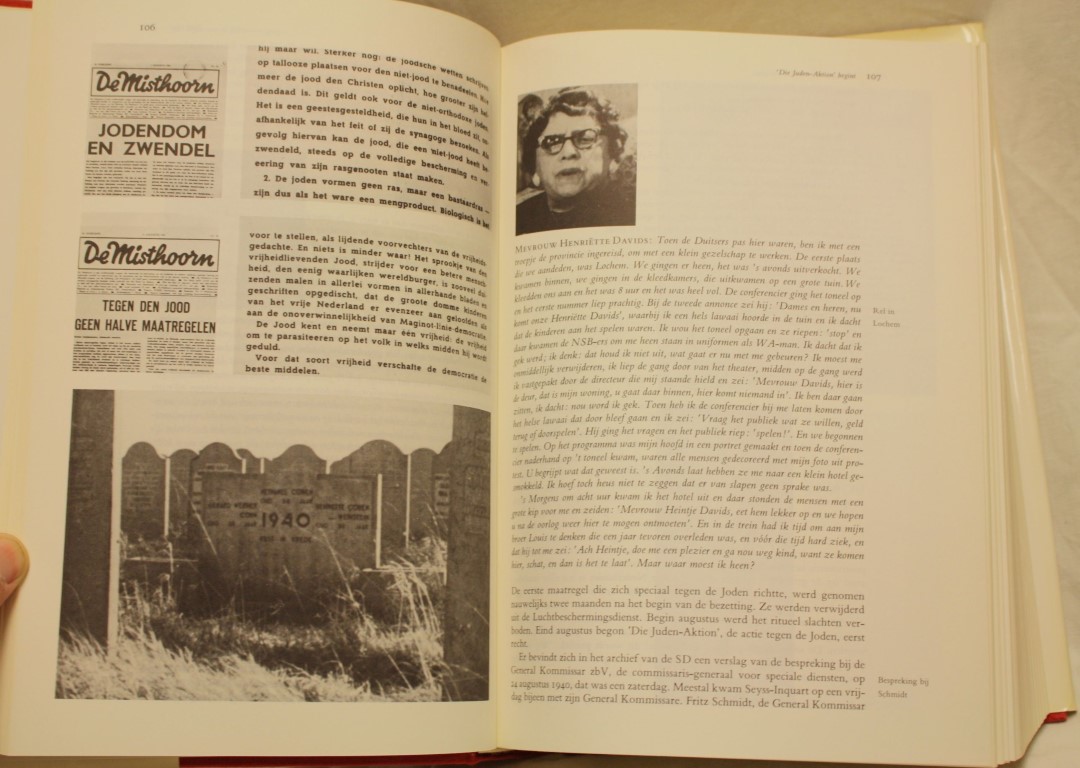 106
De Misthoorn
JODENDOM
EN ZWENDEL
hij maar wil. Sterker nog: de joodsche wetten
op tallooze plaatsen voor den niet-jood te benadeelen.
meer de jood den Christen oplicht, hoe grooter zijn
dendaad is. Dit geldt ook voor de niet-orthodoxe joden.
Het is een geestesgesteldheid, die hun in het bloed zit,
afhankelijk van het feit of zij de synagoge bezoeken. Als
gevolg hiervan kan de jood, die een niet-jood heeft be-
zwendeld, steeds op de volledige bescherming en
eering van zijn rasgenooten staat maken.
2. De joden vormen geen ras, maar een bastaardras —
zijn dus als het ware een mengproduct. Biologisch is het
De Misthoorn
TEGEN DEN JOOD
GEEN HALVE MAATREGELEN
voor te stellen, als lijdende voorvechters van de vrijheids-
gedachte. En niets is minder waar! Het sprookje van den
vrijheidlievenden Jood, strijder voor een betere mensch-
heid, den eenig waarlijken wereldburger, is zooveel dui-
zenden malen in allerlei vormen in allerhande bladen en
geschriften opgedischt, dat de groote domme kinderen
van het vrije Nederland er evenzeer aan geloofden als
aan de onoverwinnelijkheid van Maginot-linie-democratie.
De Jood kent en neemt maar één vrijheid: de vrijheid
om te parasiteeren op het volk in welks midden hij wordt
geduld.
Voor dat soort vrijheid verschafte de democratie de
beste middelen.
COHEN
1940
'Die Juden-Aktion' begon 107
MEVROUW HENRIËTTE DAVIDS: Toen de Duitsers pas hier waren, ben ik met een
troepje de provincie ingereisd, om met een klein gezelschap te werken. De eerste plaats
die we aandeden, was Lochem. We gingen er heen, het was 's avonds uitverkocht. We
kwamen binnen, we gingen in de kleedkamers, die uitkwamen op een grote tuin. We
kleedden ons aan en het was 8 uur en het was heel vol. De conferencier ging het toneel op
en het eerste nummer liep prachtig. Bij de tweede annonce zei hij: 'Dames en heren, nu
komt onze Henriëtte Davids', waarbij ik een hels lawaai hoorde in de tuin en ik dacht
dat de kinderen aan het spelen waren. Ik wou het toneel opgaan en ze riepen: 'stop' en
daar kwamen de NSB-ers om me heen staan in uniformen als WA-man. Ik dacht dat ik
gek werd; ik denk: dat houd ik niet uit, wat gaat er nu met me gebeuren? Ik moest me
onmiddellijk verwijderen, ik liep de gang door van het theater, midden op de gang werd
ik vastgepakt door de directeur die mij staande hield en zei: 'Mevrouw Davids, hier is
de deur, dat is mijn woning, u gaat daar binnen, hier komt niemand in'. Ik ben daar gaan
zitten, ik dacht: nou word ik gek. Toen heb ik de conferencier bij me laten komen door
het helse lawaai dat door bleef gaan en ik zei: 'Vraag het publiek wat ze willen, geld
terug of doorspelen'. Hij ging het vragen en het publiek riep: 'spelen!'. En we begonnen
te spelen. Op het programma was mijn hoofd in een portret gemaakt en toen de conferen-
cier naderhand op 't toneel kwam, waren alle mensen gedecoreerd met mijn foto uit pro-
test. U begrijpt wat dat geweest is. 's Avonds laat hebben ze me naar een klein hotel ge-
smokkeld. Ik hoef toch heus niet te zeggen dat er van slapen geen sprake was.
's Morgens om acht uur kwam ik het hotel uit en daar stonden de mensen met een
grote kip voor me en zeiden: 'Mevrouw Heintje Davids, eet hem lekker op en we hopen
u na de oorlog weer hier te mogen ontmoeten'. En in de trein had ik tijd om aan mijn
broer Louis te denken die een jaar tevoren overleden was, en vóór die tijd hard ziek, en
dat hij tot me zei: 'Ach Heintje, doe me een plezier en ga nou weg kind, want ze komen
hier, schat, en dan is het te laat'. Maar waar moest ik heen?
Rel in
Lochem
De eerste maatregel die zich speciaal tegen de Joden richtte, werd genomen
nauwelijks twee maanden na het begin van de bezetting. Ze werden verwijderd
uit de Luchtbeschermingsdienst. Begin augustus werd het ritueel slachten ver-
boden. Eind augustus begon 'Die Juden-Aktion', de actie tegen de Joden, eerst
recht.
Er bevindt zich in het archief van de SD een verslag van de bespreking bij de
General Kommissar zbV, de commissaris-generaal voor speciale diensten, op
24 augustus 1940, dat was een zaterdag. Meestal kwam Seyss-Inquart op een vrij-
dag bijeen met zijn General Kommissare. Fritz Schmidt, de General Kommissar
Bespreking bij
Schmidt